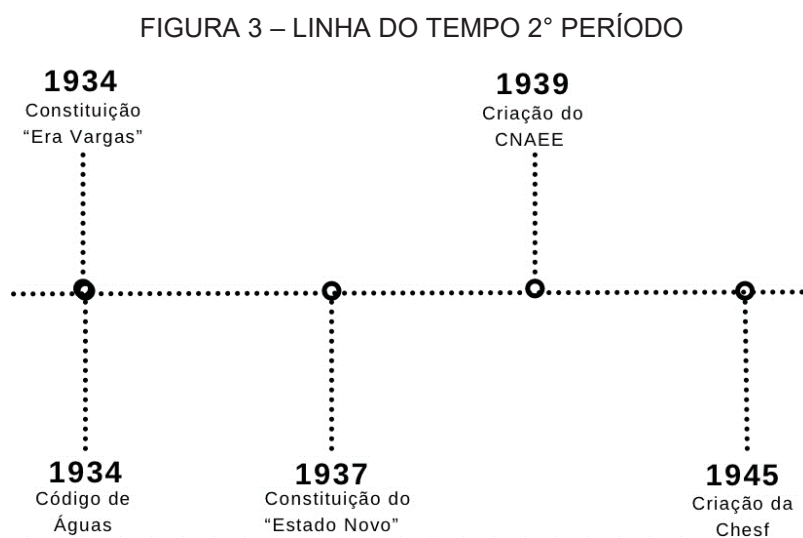 FIGURA 3 – LINHA DO TEMPO 2° PERÍODO
1934
Constituição
“Era Vargas”
1939
Criação do
CNAEE
1934
Código de
Águas
1937
Constituição do
“Estado Novo”
1945
Criação da
Chesf